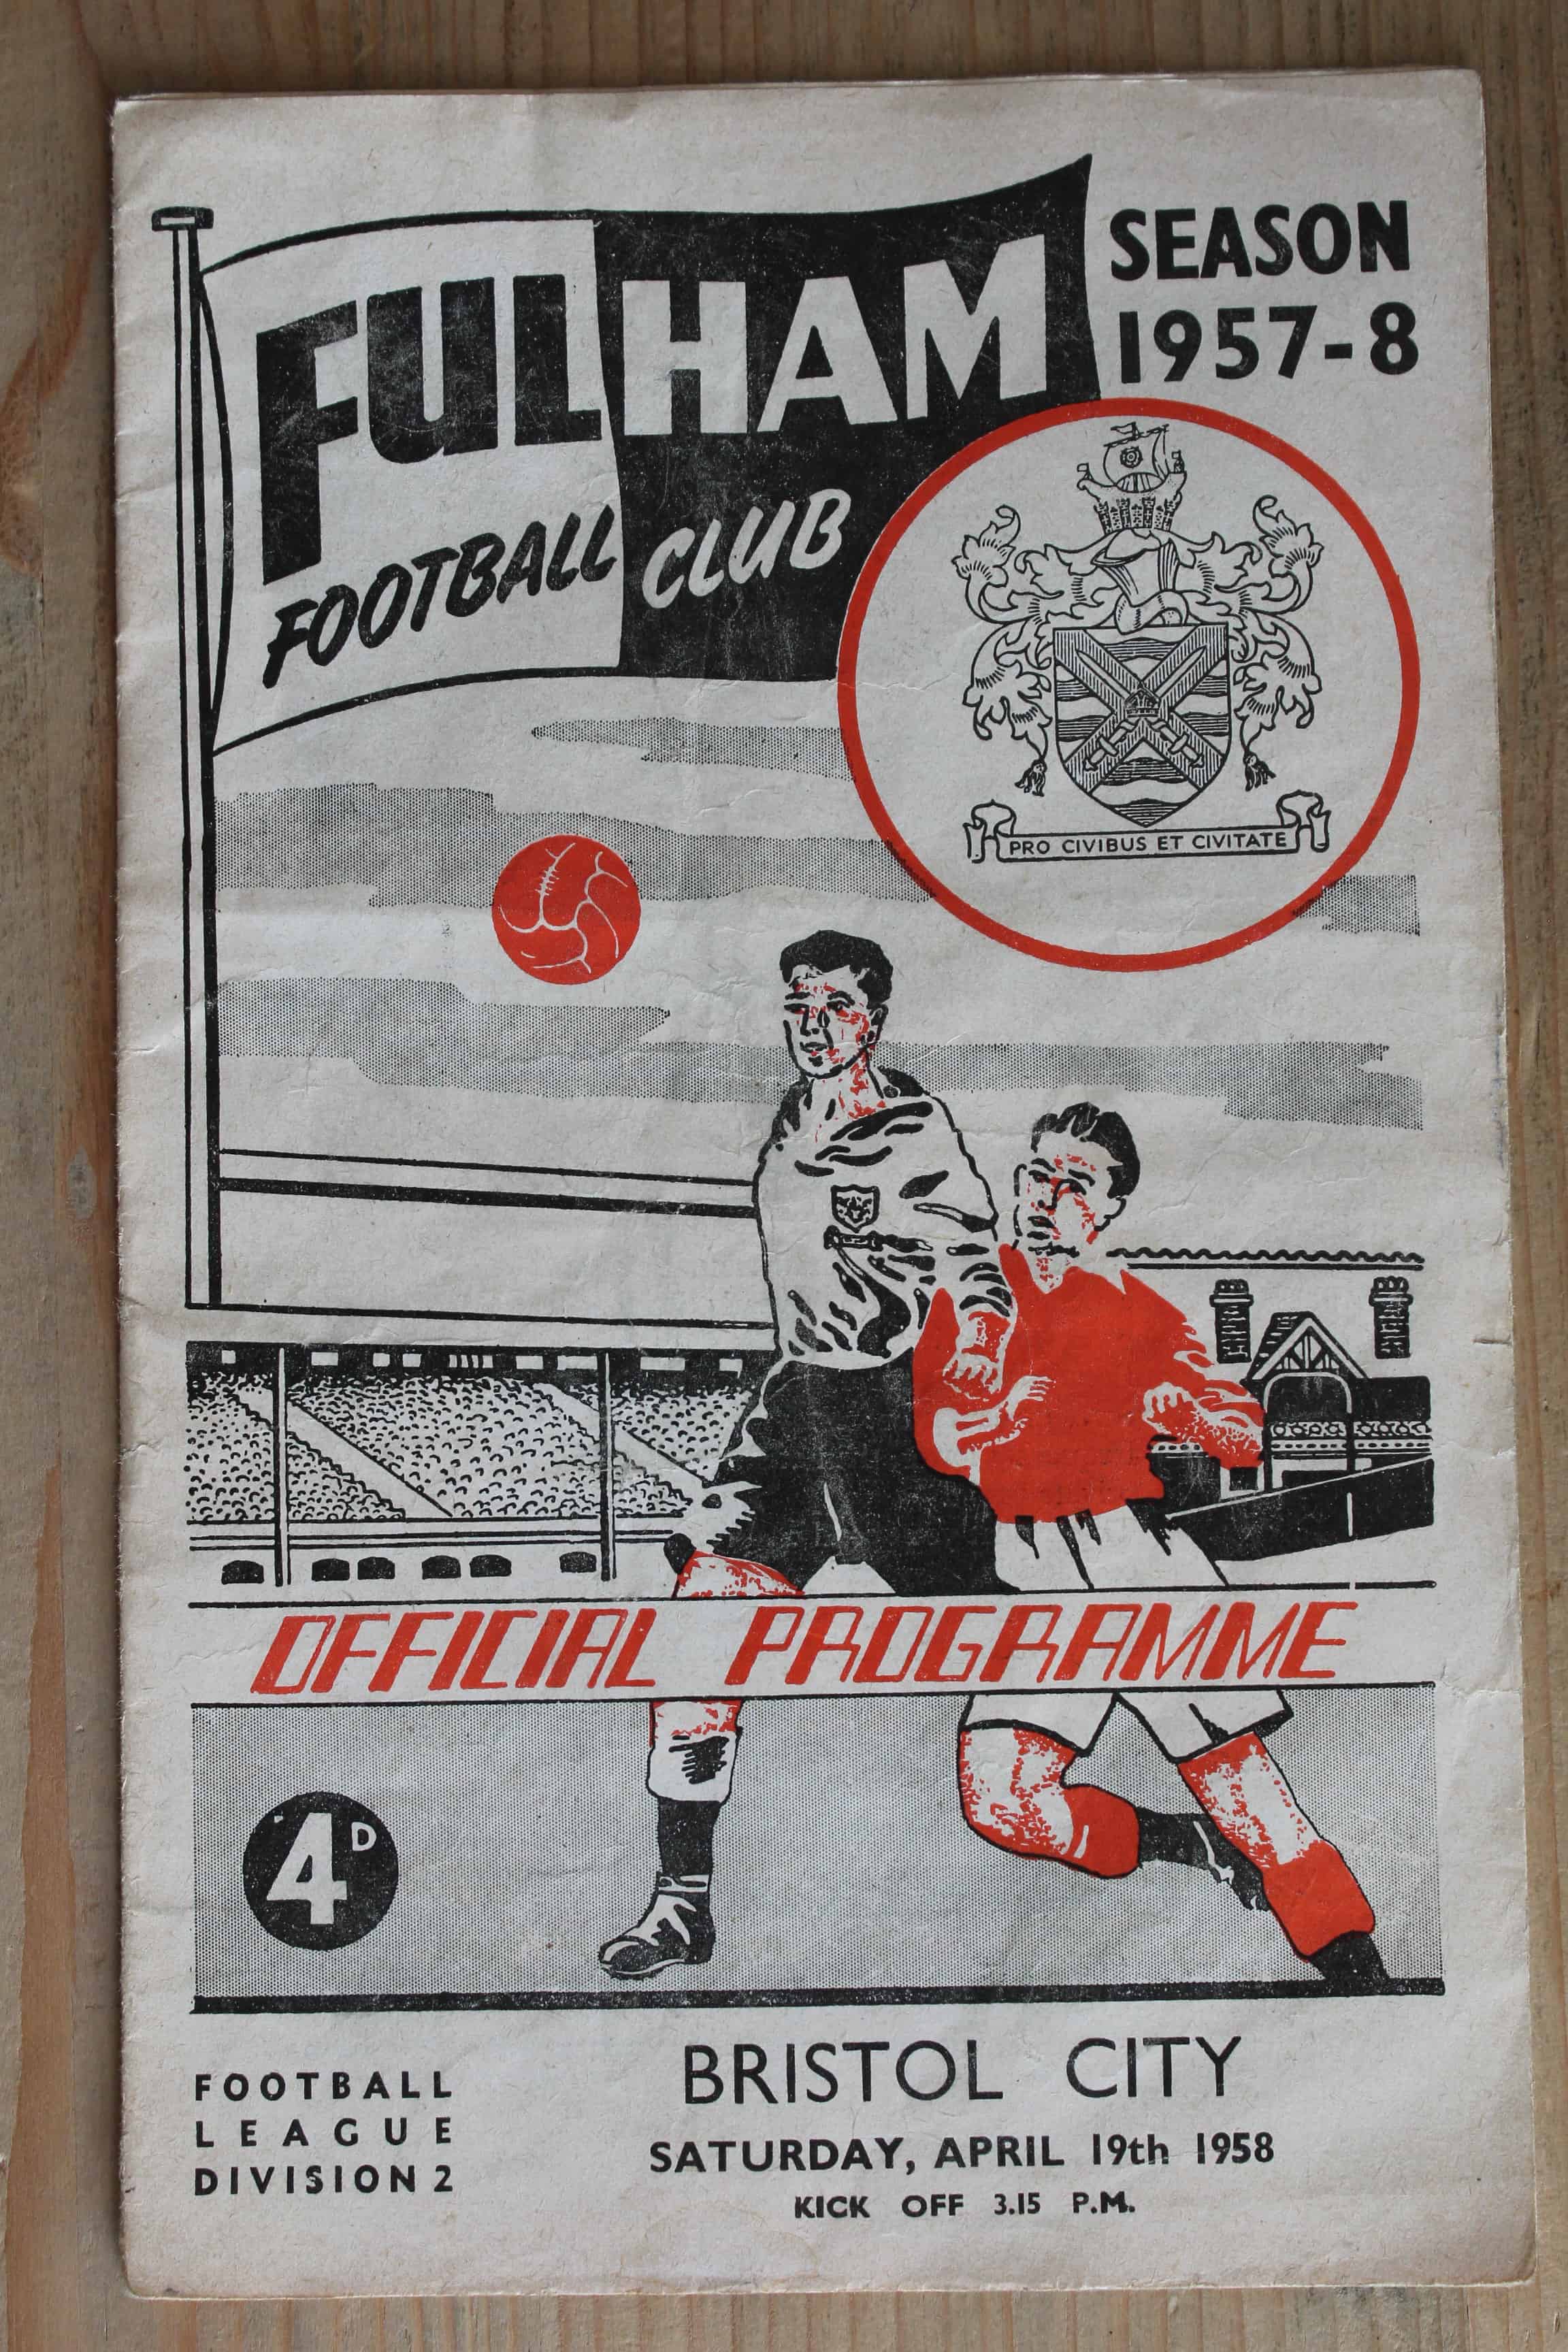 FULHAM
FOOTBALL CLUB
SEASON
1957-8
PRO CIVIBUS ET CIVITATE
OFFICIAL PROGRAMME
4D
FOOTBALL
LEAGUE
DIVISION 2
BRISTOL CITY
SATURDAY, APRIL 19th 1958
KICK OFF 3.15 P.M.